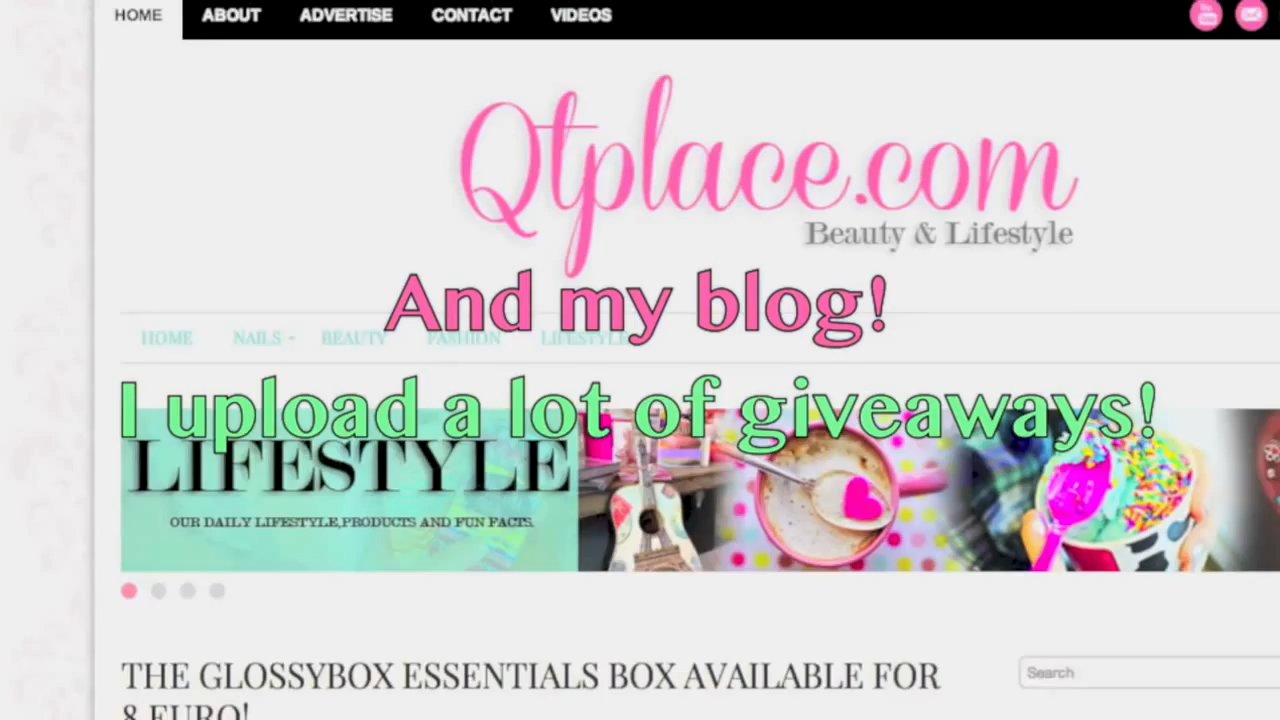 HOME ABOUT ADVERTISE CONTACT VIDEOS
You
Qtplace.com
Beauty & Lifestyle
And my blog!
HOME NAILS BEAUTY FASHION LIFESTYLE
I upload a lot of giveaways!
LIFESTYLE
OUR DAILY LIFESTYLE,PRODUCTS AND FUN FACTS.
THE GLOSSYBOX ESSENTIALS BOX AVAILABLE FOR
8 EURO!
Search